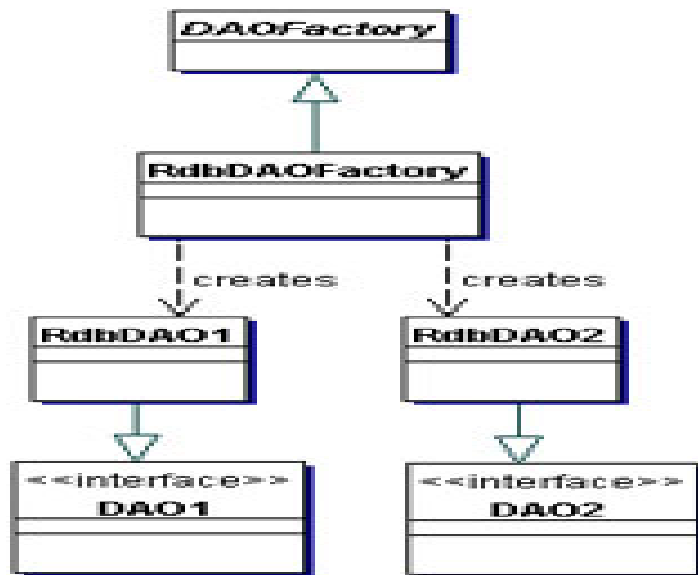 DAOFactory
RdbDAOFactory
creates
creates
RdbDAO1
RdbDAO2
<<interface>>
DAO1
<<interface>>
DAO2